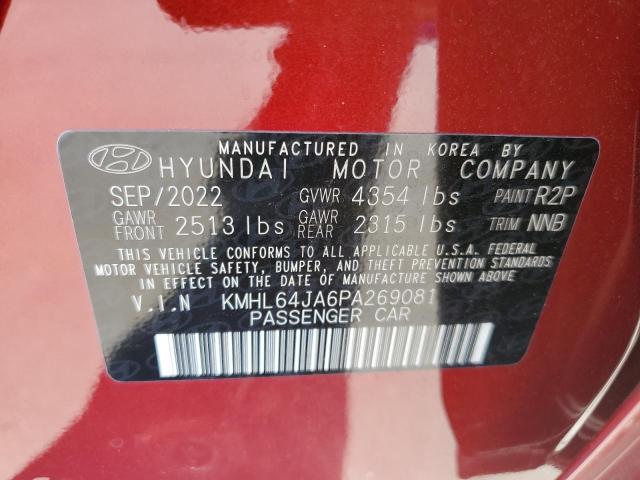 MANUFACTURED IN KOREA BY
HYUNDAI MOTOR COMPANY
SEP/2022 GVWR 4354 lbs PAINT R2P
GAWR FRONT 2513 lbs GAWR REAR 2315 lbs TRIM NNB
THIS VEHICLE CONFORMS TO ALL APPLICABLE U.S.A. FEDERAL
MOTOR VEHICLE SAFETY, BUMPER, AND THEFT PREVENTION STANDARDS
IN EFFECT ON THE DATE OF MANUFACTURE SHOWN ABOVE.
V.I.N KMHL64JA6PA269081
PASSENGER CAR